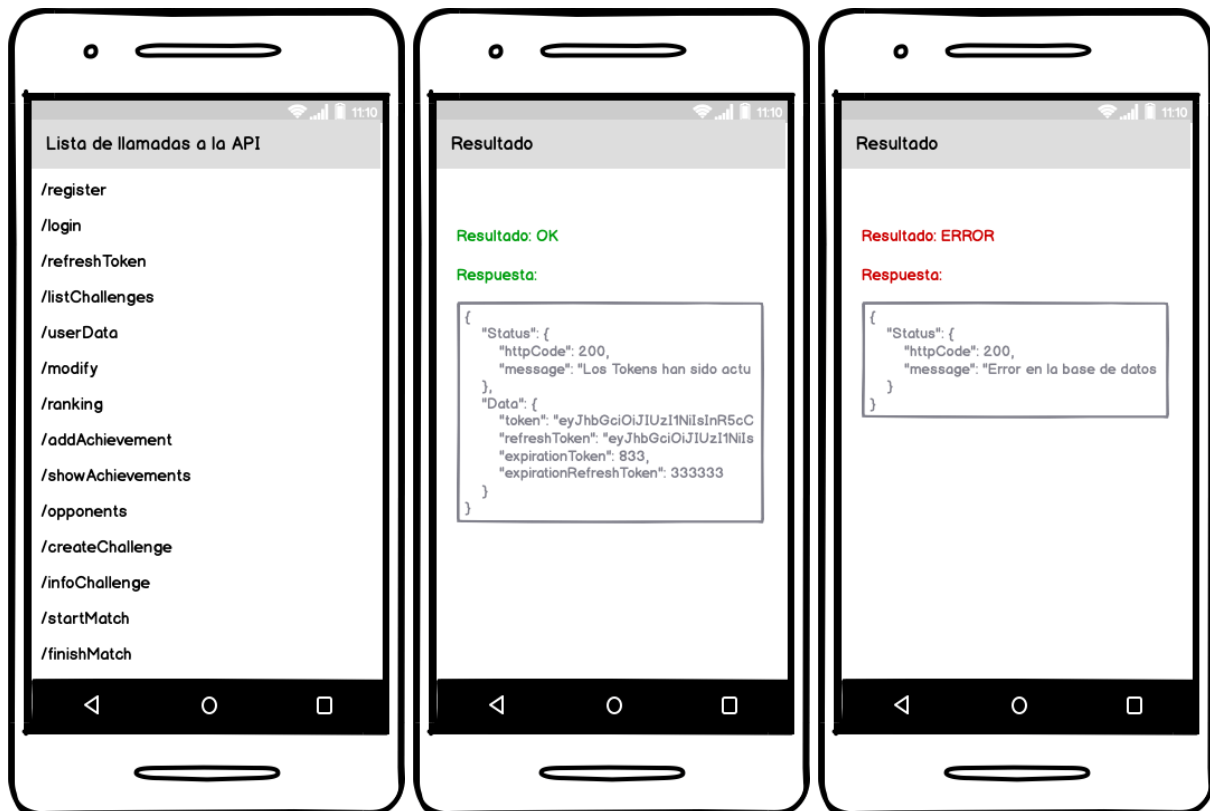 11:10
Lista de llamadas a la API
/register
/login
/refreshToken
/listChallenges
/userData
/modify
/ranking
/addAchievement
/showAchievements
/opponents
/createChallenge
/infoChallenge
/startMatch
/finishMatch
11:10
Resultado
Resultado: OK
Respuesta:
{
"Status": {
"httpCode": 200,
"message": "Los Tokens han sido actu
},
"Data": {
"token": "eyJhbGciOiJIUzI1NiIsInR5cC
"refreshToken": "eyJhbGciOiJIUzI1NiIs
"expirationToken": 833,
"expirationRefreshToken": 333333
}
}
11:10
Resultado
Resultado: ERROR
Respuesta:
{
"Status": {
"httpCode": 200,
"message": "Error en la base de datos
}
}